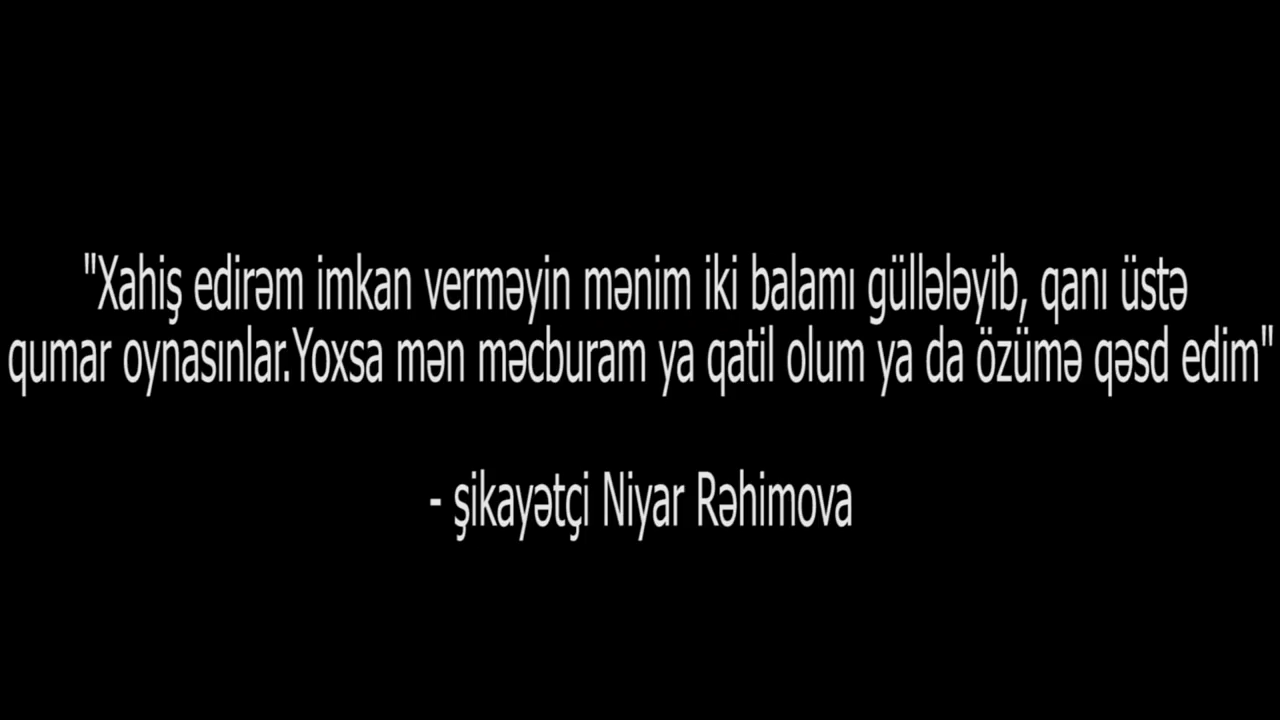 "Xahiş edirəm imkan verməyin mənim iki balamı güllələyib, qanı üstə
qumar oynasınlar.Yoxsa mən məcburam ya qatil olum ya da özümə qəsd edim"
- şikayətçi Niyar Rəhimova